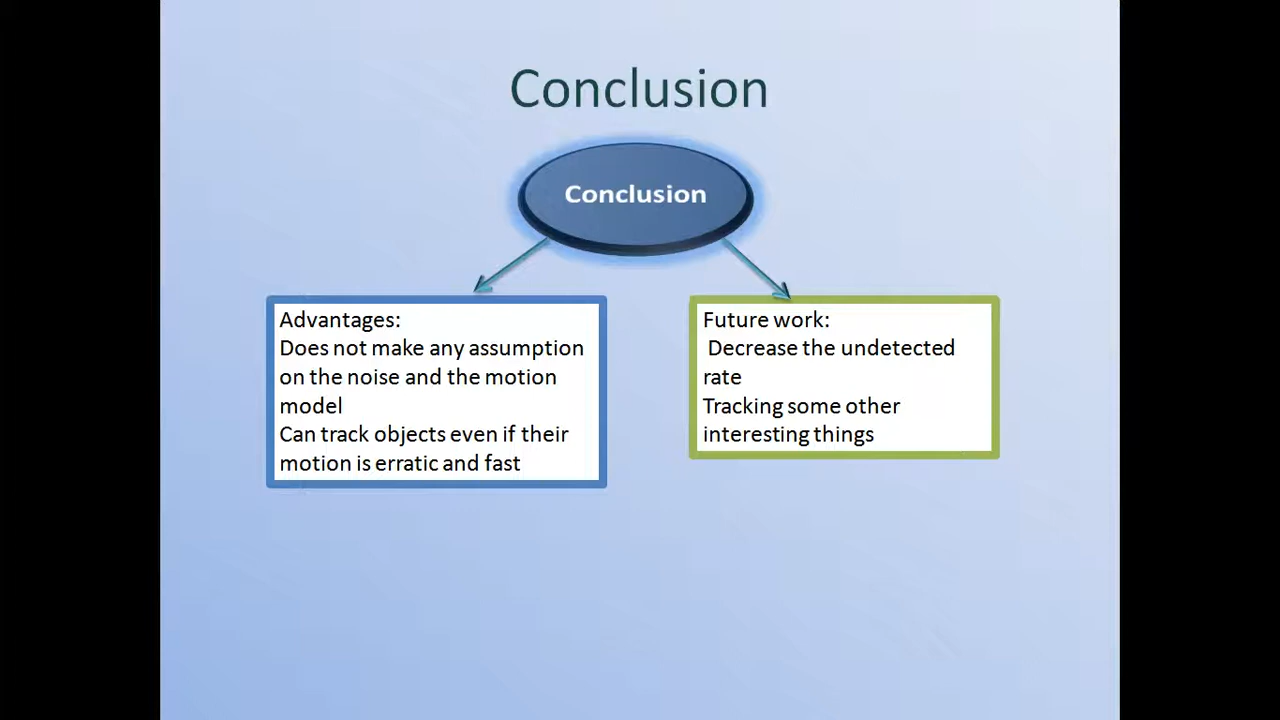 Conclusion
Conclusion
Advantages:
Does not make any assumption
on the noise and the motion
model
Can track objects even if their
motion is erratic and fast
Future work:
Decrease the undetected
rate
Tracking some other
interesting things